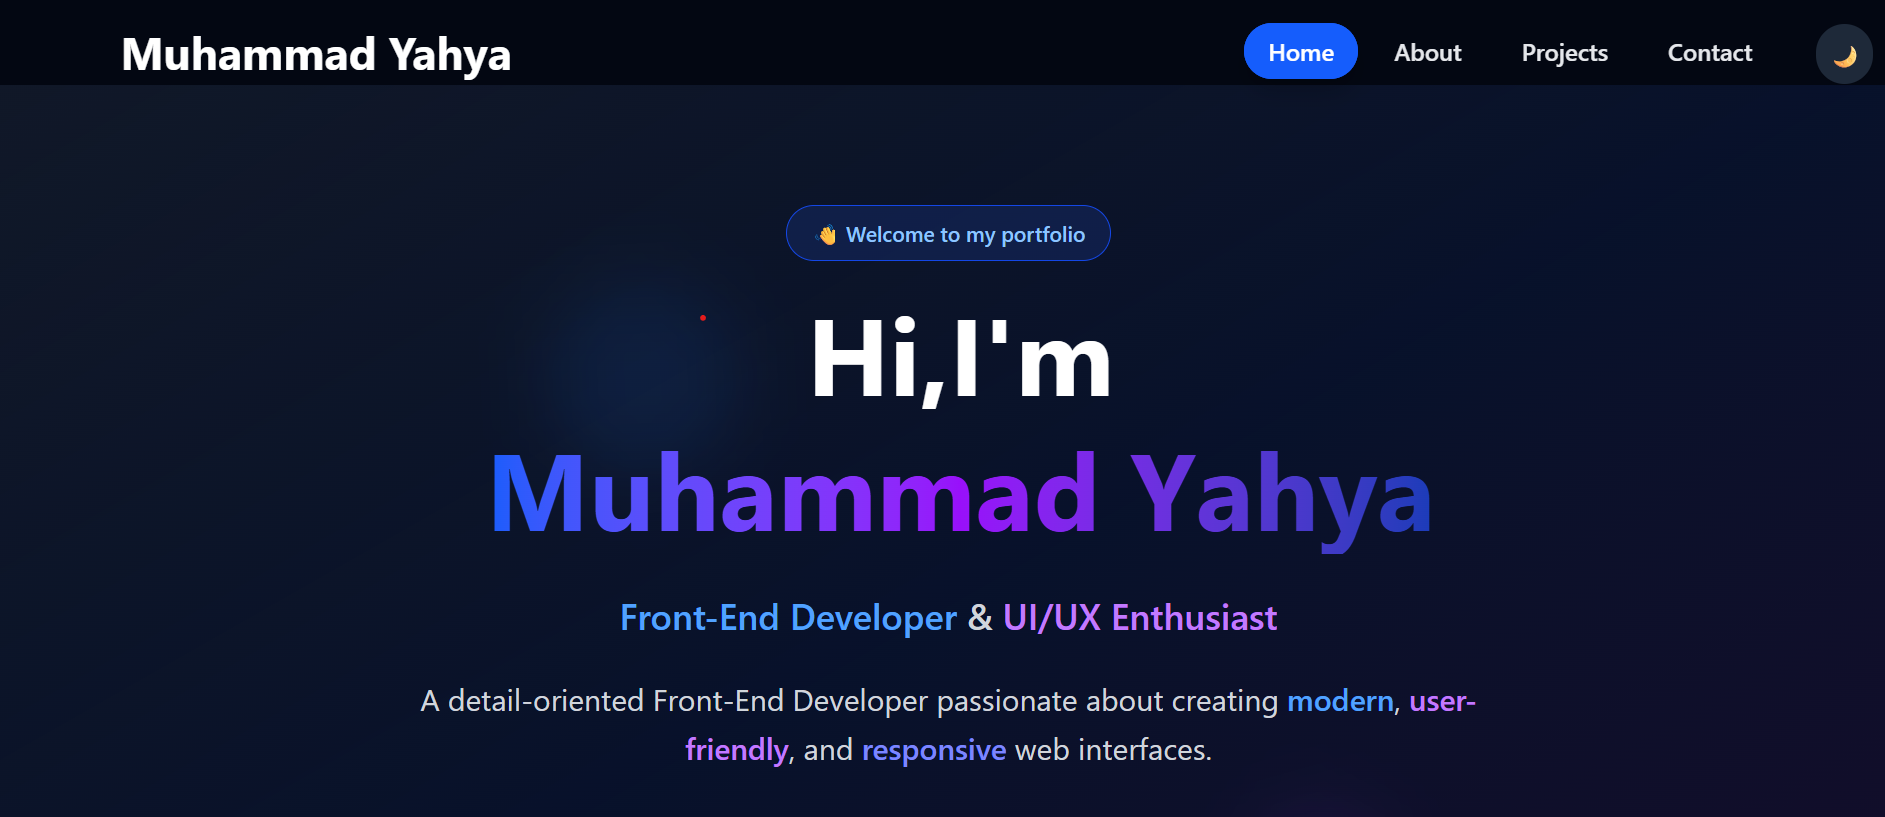 Muhammad Yahya
Home About Projects Contact
👋 Welcome to my portfolio
Hi,I'm
Muhammad Yahya
Front-End Developer & UI/UX Enthusiast
A detail-oriented Front-End Developer passionate about creating modern, user-
friendly, and responsive web interfaces.